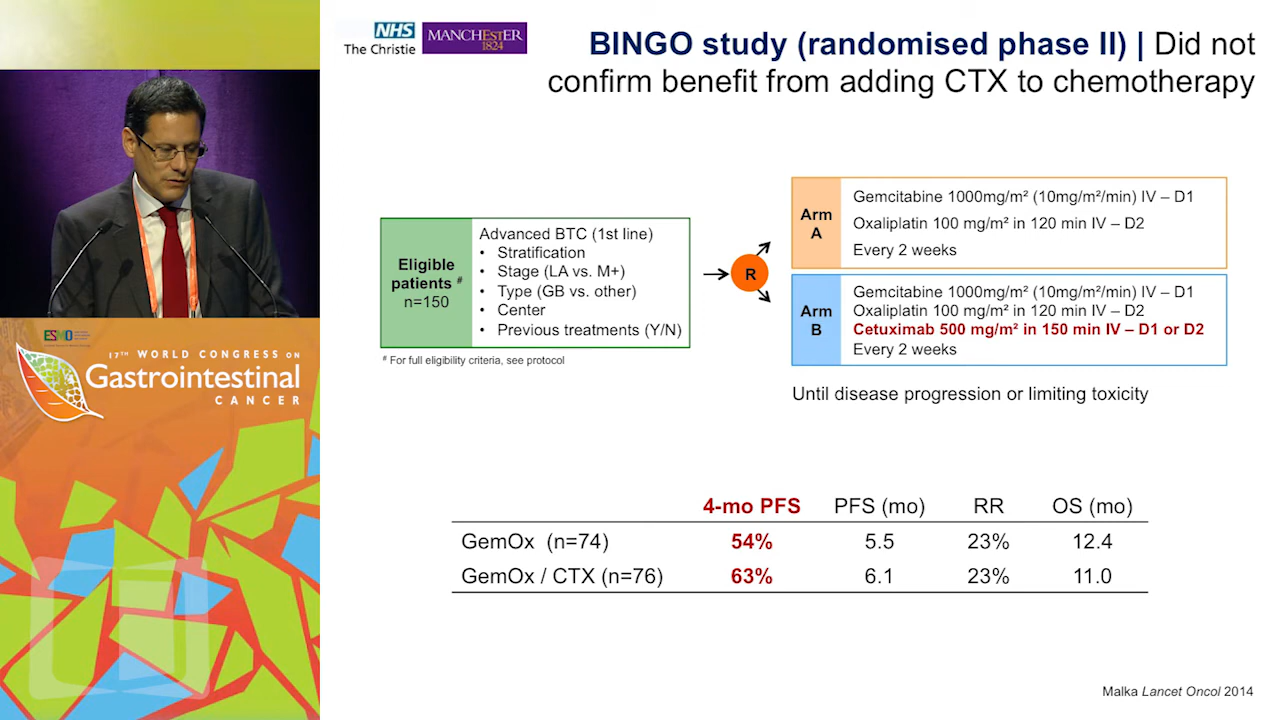 NHS
The Christie
MANCHESTER
1824
BINGO study (randomised phase II) | Did not
confirm benefit from adding CTX to chemotherapy
Eligible
patients #
n=150
Advanced BTC (1st line)
• Stratification
• Stage (LA vs. M+)
• Type (GB vs. other)
• Center
• Previous treatments (Y/N)
# For full eligibility criteria, see protocol
R
Arm
A
Gemcitabine 1000mg/m² (10mg/m²/min) IV – D1
Oxaliplatin 100 mg/m² in 120 min IV – D2
Every 2 weeks
Arm
B
Gemcitabine 1000mg/m² (10mg/m²/min) IV – D1
Oxaliplatin 100 mg/m² in 120 min IV – D2
Cetuximab 500 mg/m² in 150 min IV – D1 or D2
Every 2 weeks
Until disease progression or limiting toxicity
4-mo PFS PFS (mo) RR OS (mo)
GemOx (n=74) 54% 5.5 23% 12.4
GemOx / CTX (n=76) 63% 6.1 23% 11.0
Malka Lancet Oncol 2014
ESMO
17TH WORLD CONGRESS ON
Gastrointestinal
CANCER